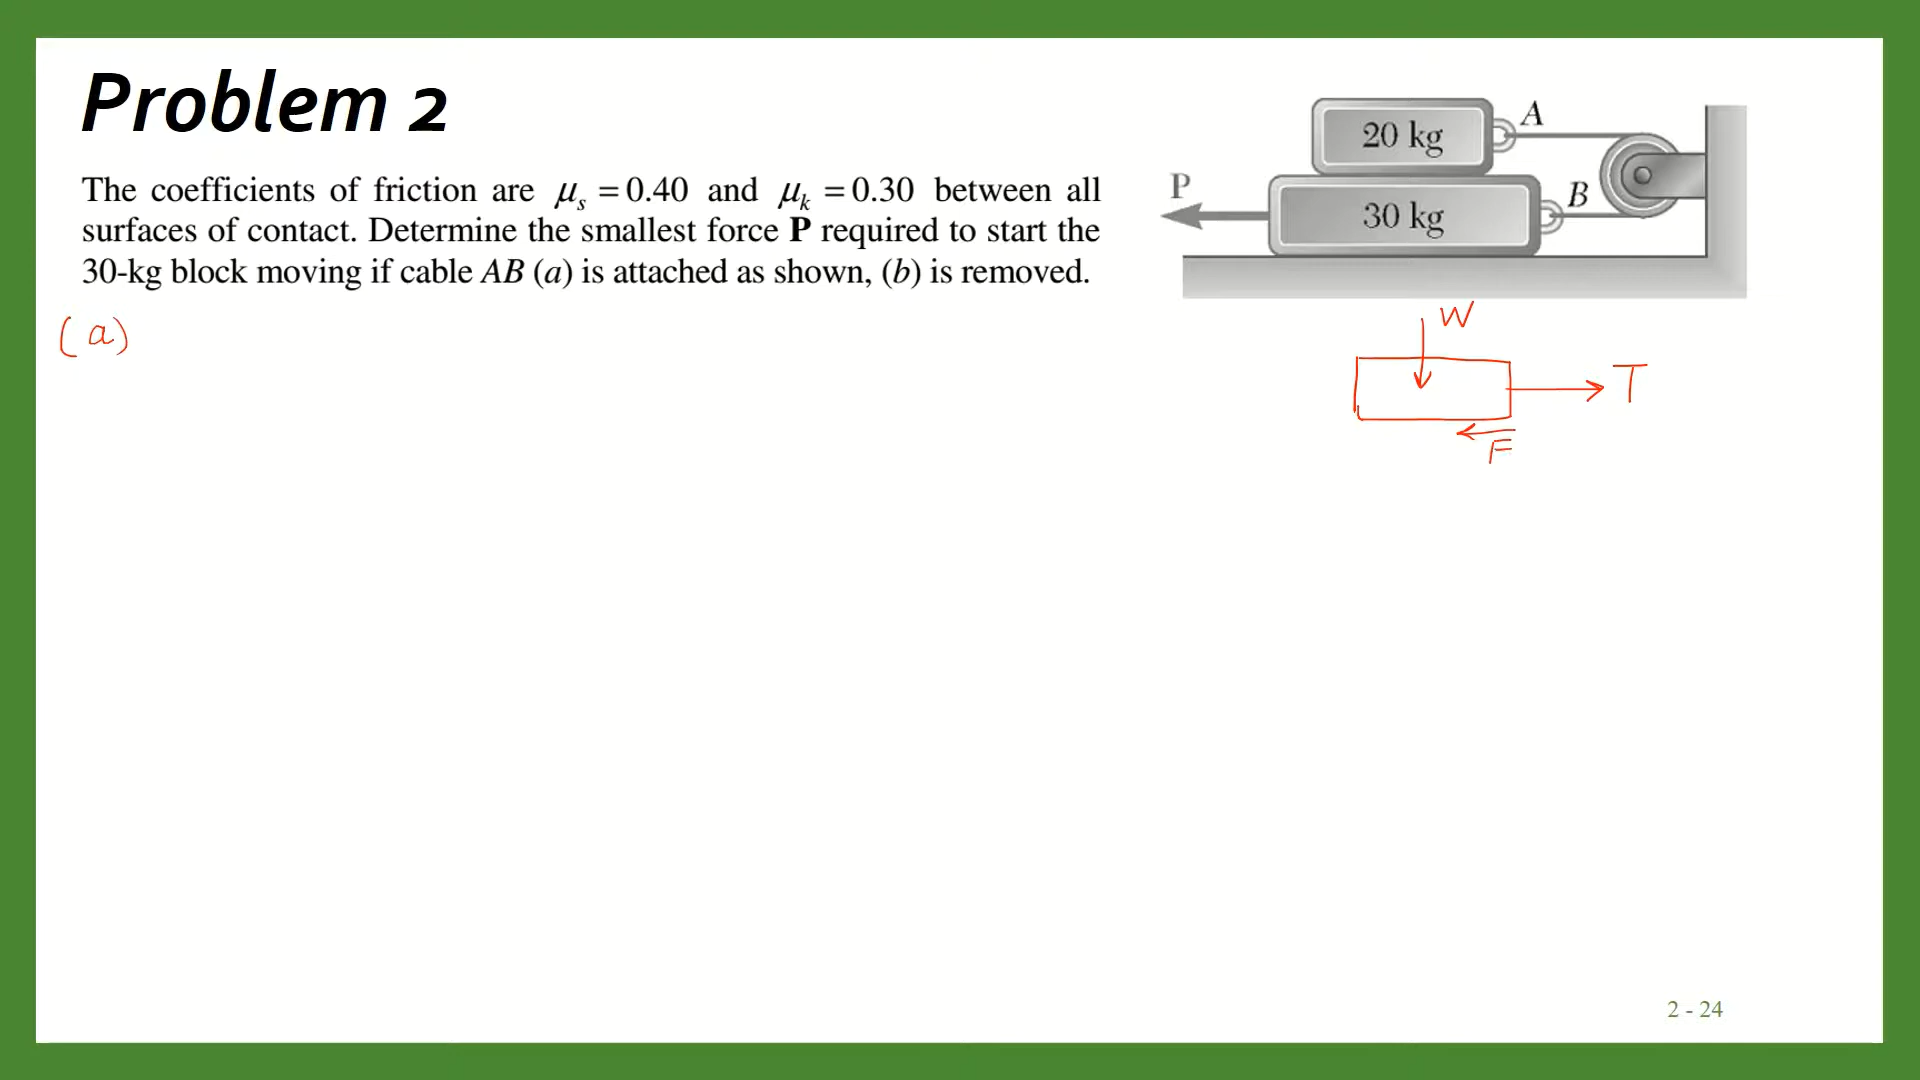 Problem 2
The coefficients of friction are μs = 0.40 and μk = 0.30 between all
surfaces of contact. Determine the smallest force P required to start the
30-kg block moving if cable AB (a) is attached as shown, (b) is removed.
20 kg
A
P
30 kg
B
(a)
W
T
F
2 - 24